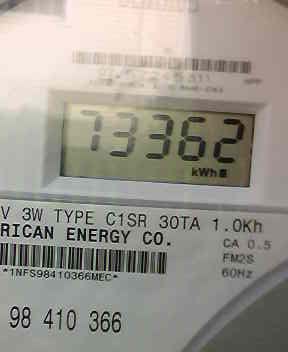 73362
kWh
V 3W TYPE C1SR 30TA 1.0Kh
RICAN ENERGY CO.
CA 0.5
FM2S
60Hz
*1NFS98410366MEC*
98 410 366